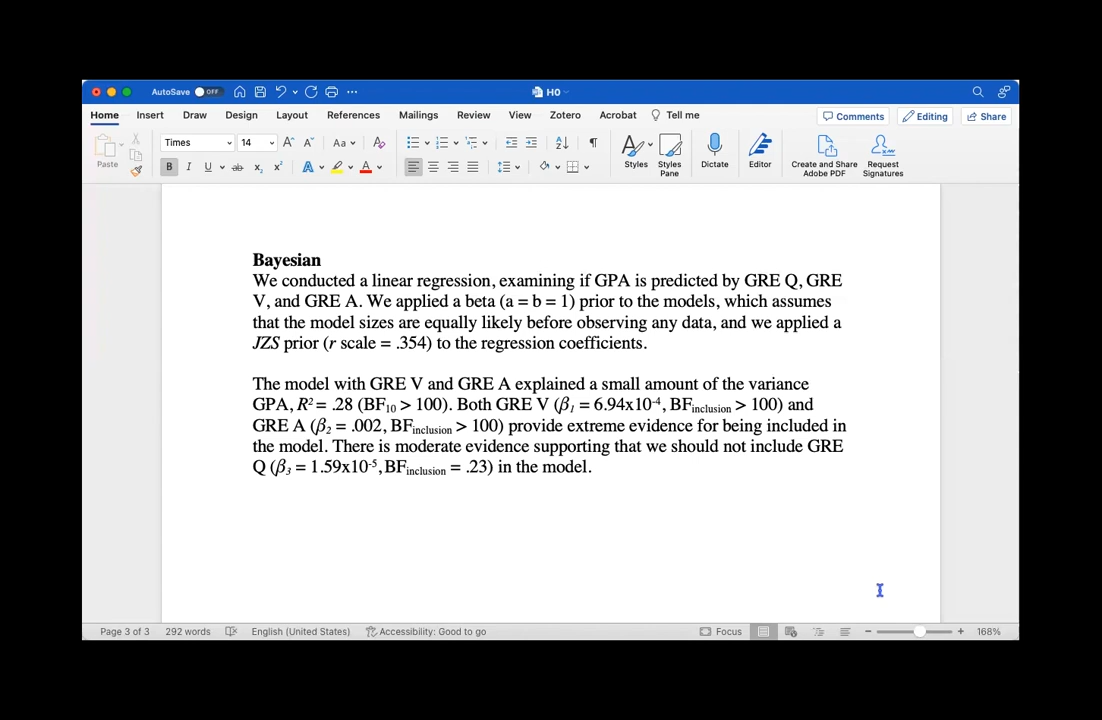 AutoSave OFF H0
Home Insert Draw Design Layout References Mailings Review View Zotero Acrobat Tell me Comments Editing Share
Paste Times 14 Aa Styles Styles Pane Dictate Editor Create and Share Adobe PDF Request Signatures
B I U ab x₂ x² A A
Bayesian
We conducted a linear regression, examining if GPA is predicted by GRE Q, GRE
V, and GRE A. We applied a beta (a = b = 1) prior to the models, which assumes
that the model sizes are equally likely before observing any data, and we applied a
JZS prior (r scale = .354) to the regression coefficients.
The model with GRE V and GRE A explained a small amount of the variance
GPA, R² = .28 (BF₁₀ > 100). Both GRE V (β₁ = 6.94x10⁻⁴, BFinclusion > 100) and
GRE A (β₂ = .002, BFinclusion > 100) provide extreme evidence for being included in
the model. There is moderate evidence supporting that we should not include GRE
Q (β₃ = 1.59x10⁻⁵, BFinclusion = .23) in the model.
Page 3 of 3 292 words English (United States) Accessibility: Good to go Focus 168%